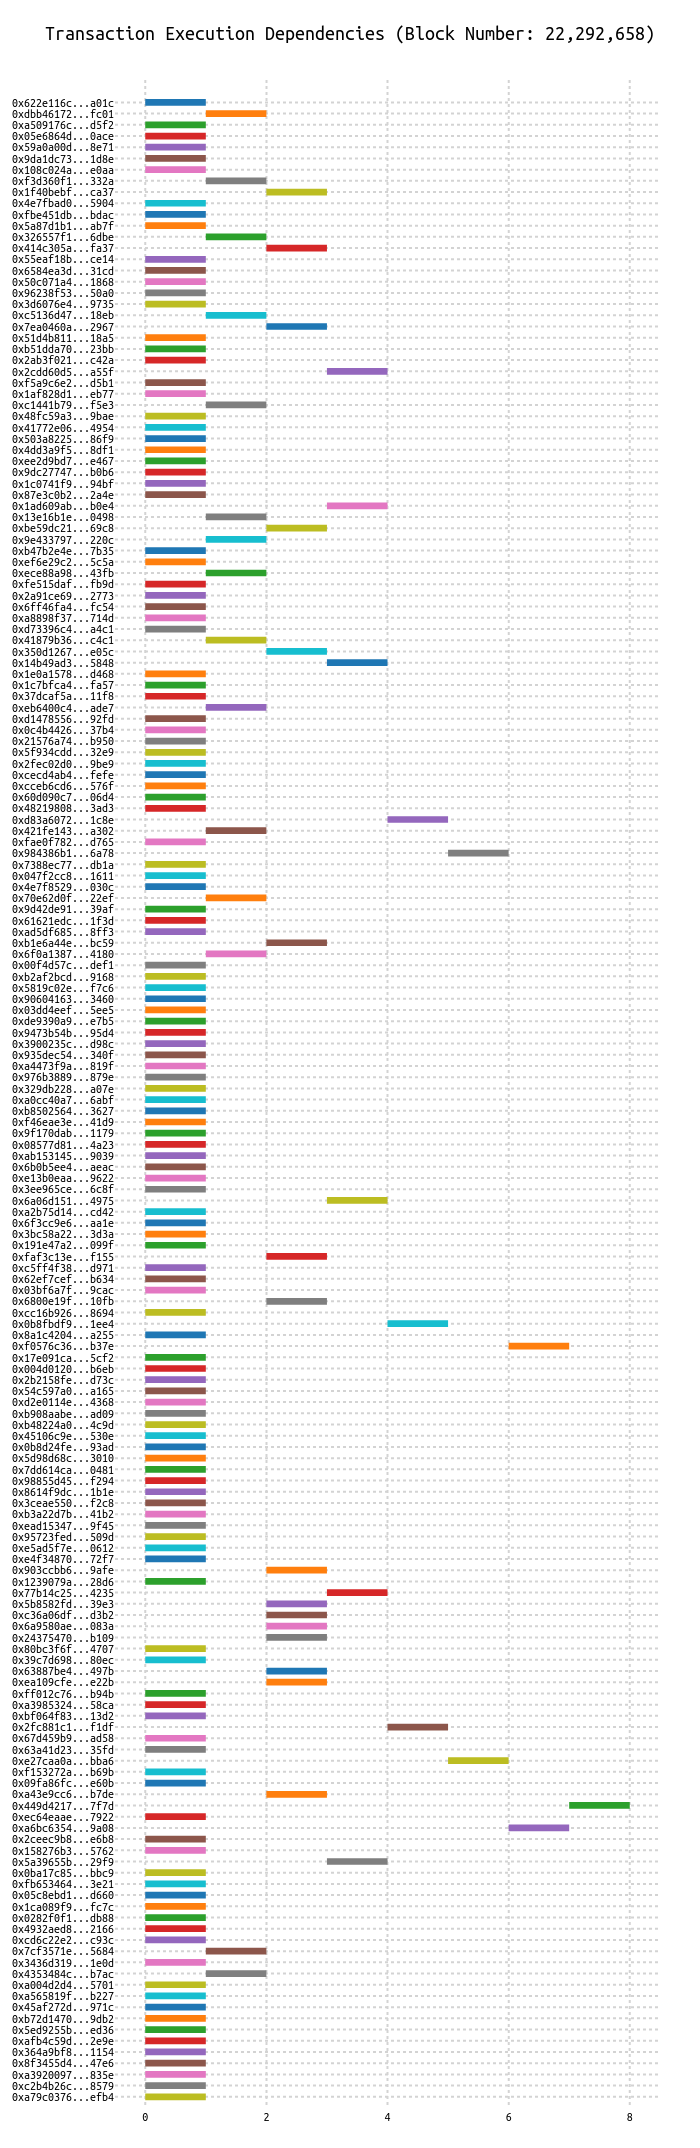 Transaction Execution Dependencies (Block Number: 22,292,658)
0x622e116c...a01c
0xdbb46172...fc01
0xa509176c...d5f2
0x05e6864d...0ace
0x59a0a00d...8e71
0x9da1dc73...1d8e
0x108c024a...e0aa
0xf3d360f1...332a
0x1f40bebf...ca37
0x4e7fbad0...5904
0xfbe451db...bdac
0x5a87d1b1...ab7f
0x326557f1...6dbe
0x414c305a...fa37
0x55eaf18b...ce14
0x6584ea3d...31cd
0x50c071a4...1868
0x96238f53...50a0
0x3d6076e4...9735
0xc5136d47...18eb
0x7ea0460a...2967
0x51d4b811...18a5
0xb51dda70...23bb
0x2ab3f021...c42a
0x2cdd60d5...a55f
0xf5a9c6e2...d5b1
0x1af828d1...eb77
0xc1441b79...f5e3
0x48fc59a3...9bae
0x41772e06...4954
0x503a8225...86f9
0x4dd3a9f5...8df1
0xee2d9bd7...e467
0x9dc27747...b0b6
0x1c0741f9...94bf
0x87e3c0b2...2a4e
0x1ad609ab...b0e4
0x13e16b1e...0498
0xbe59dc21...69c8
0x9e433797...220c
0xb47b2e4e...7b35
0xef6e29c2...5c5a
0xece88a98...43fb
0xfe515daf...fb9d
0x2a91ce69...2773
0x6ff46fa4...fc54
0xa8898f37...714d
0xd73396c4...a4c1
0x41879b36...c4c1
0x350d1267...e05c
0x14b49ad3...5848
0x1e0a1578...d468
0x1c7bfca4...fa57
0x37dcaf5a...11f8
0xeb6400c4...ade7
0xd1478556...92fd
0x0c4b4426...37b4
0x21576a74...b950
0x5f934cdd...32e9
0x2fec02d0...9be9
0xcecd4ab4...fefe
0xcceb6cd6...576f
0x60d090c7...06d4
0x48219808...3ad3
0xd83a6072...1c8e
0x421fe143...a302
0xfae0f782...d765
0x984386b1...6a78
0x7388ec77...db1a
0x047f2cc8...1611
0x4e7f8529...030c
0x70e62d0f...22ef
0x9d42de91...39af
0x61621edc...1f3d
0xad5df685...8ff3
0xb1e6a44e...bc59
0x6f0a1387...4180
0x00f4d57c...def1
0xb2af2bcd...9168
0x5819c02e...f7c6
0x90604163...3460
0x03dd4eef...5ee5
0xde9390a9...e7b5
0x9473b54b...95d4
0x3900235c...d98c
0x935dec54...340f
0xa4473f9a...819f
0x976b3889...879e
0x329db228...a07e
0xa0cc40a7...6abf
0xb8502564...3627
0xf46eae3e...41d9
0x9f170dab...1179
0x08577d81...4a23
0xab153145...9039
0x6b0b5ee4...aeac
0xe13b0eaa...9622
0x3ee965ce...6c8f
0x6a06d151...4975
0xa2b75d14...cd42
0x6f3cc9e6...aa1e
0x3bc58a22...3d3a
0x191e47a2...099f
0xfaf3c13e...f155
0xc5ff4f38...d971
0x62ef7cef...b634
0x03bf6a7f...9cac
0x6800e19f...10fb
0xcc16b926...8694
0x0b8fbdf9...1ee4
0x8a1c4204...a255
0xf0576c36...b37e
0x17e091ca...5cf2
0x004d0120...b6eb
0x2b2158fe...d73c
0x54c597a0...a165
0xd2e0114e...4368
0xb908aabe...ad09
0xb48224a0...4c9d
0x45106c9e...530e
0x0b8d24fe...93ad
0x5d98d68c...3010
0x7dd614ca...0481
0x98855d45...f294
0x8614f9dc...1b1e
0x3ceae550...f2c8
0xb3a22d7b...41b2
0xead15347...9f45
0x95723fed...509d
0xe5ad5f7e...0612
0xe4f34870...72f7
0x903ccbb6...9afe
0x1239079a...28d6
0x77b14c25...4235
0x5b8582fd...39e3
0xc36a06df...d3b2
0x6a9580ae...083a
0x24375470...b109
0x80bc3f6f...4707
0x39c7d698...80ec
0x63887be4...497b
0xea109cfe...e22b
0xff012c76...b94b
0xa3985324...58ca
0xbf064f83...13d2
0x2fc881c1...f1df
0x67d459b9...ad58
0x63a41d23...35fd
0xe27caa0a...bba6
0xf153272a...b69b
0x09fa86fc...e60b
0xa43e9cc6...b7de
0x449d4217...7f7d
0xec64eaae...7922
0xa6bc6354...9a08
0x2ceec9b8...e6b8
0x158276b3...5762
0x5a39655b...29f9
0x0ba17c85...bbc9
0xfb653464...3e21
0x05c8ebd1...d660
0x1ca089f9...fc7c
0x0282f0f1...db88
0x4932aed8...2166
0xcd6c22e2...c93c
0x7cf3571e...5684
0x3436d319...1e0d
0x4353484c...b7ac
0xa004d2d4...5701
0xa565819f...b227
0x45af272d...971c
0xb72d1470...9db2
0x5ed9255b...ed36
0xafb4c59d...2e9e
0x364a9bf8...1154
0x8f3455d4...47e6
0xa3920097...835e
0xc2b4b26c...8579
0xa79c0376...efb4
0 2 4 6 8